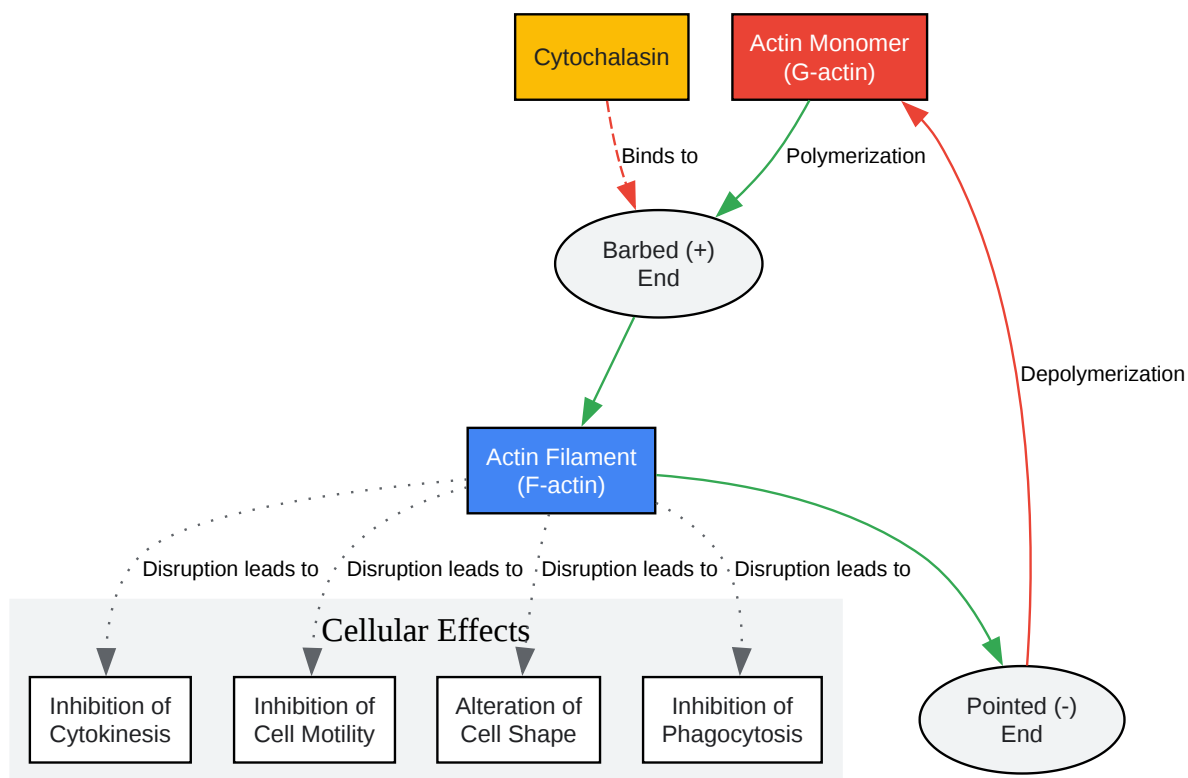 Cytochalasin
Actin Monomer
(G-actin)
Binds to
Polymerization
Barbed (+)
End
Depolymerization
Actin Filament
(F-actin)
Disruption leads to
Disruption leads to
Disruption leads to
Disruption leads to
Cellular Effects
Inhibition of
Cytokinesis
Inhibition of
Cell Motility
Alteration of
Cell Shape
Inhibition of
Phagocytosis
Pointed (-)
End